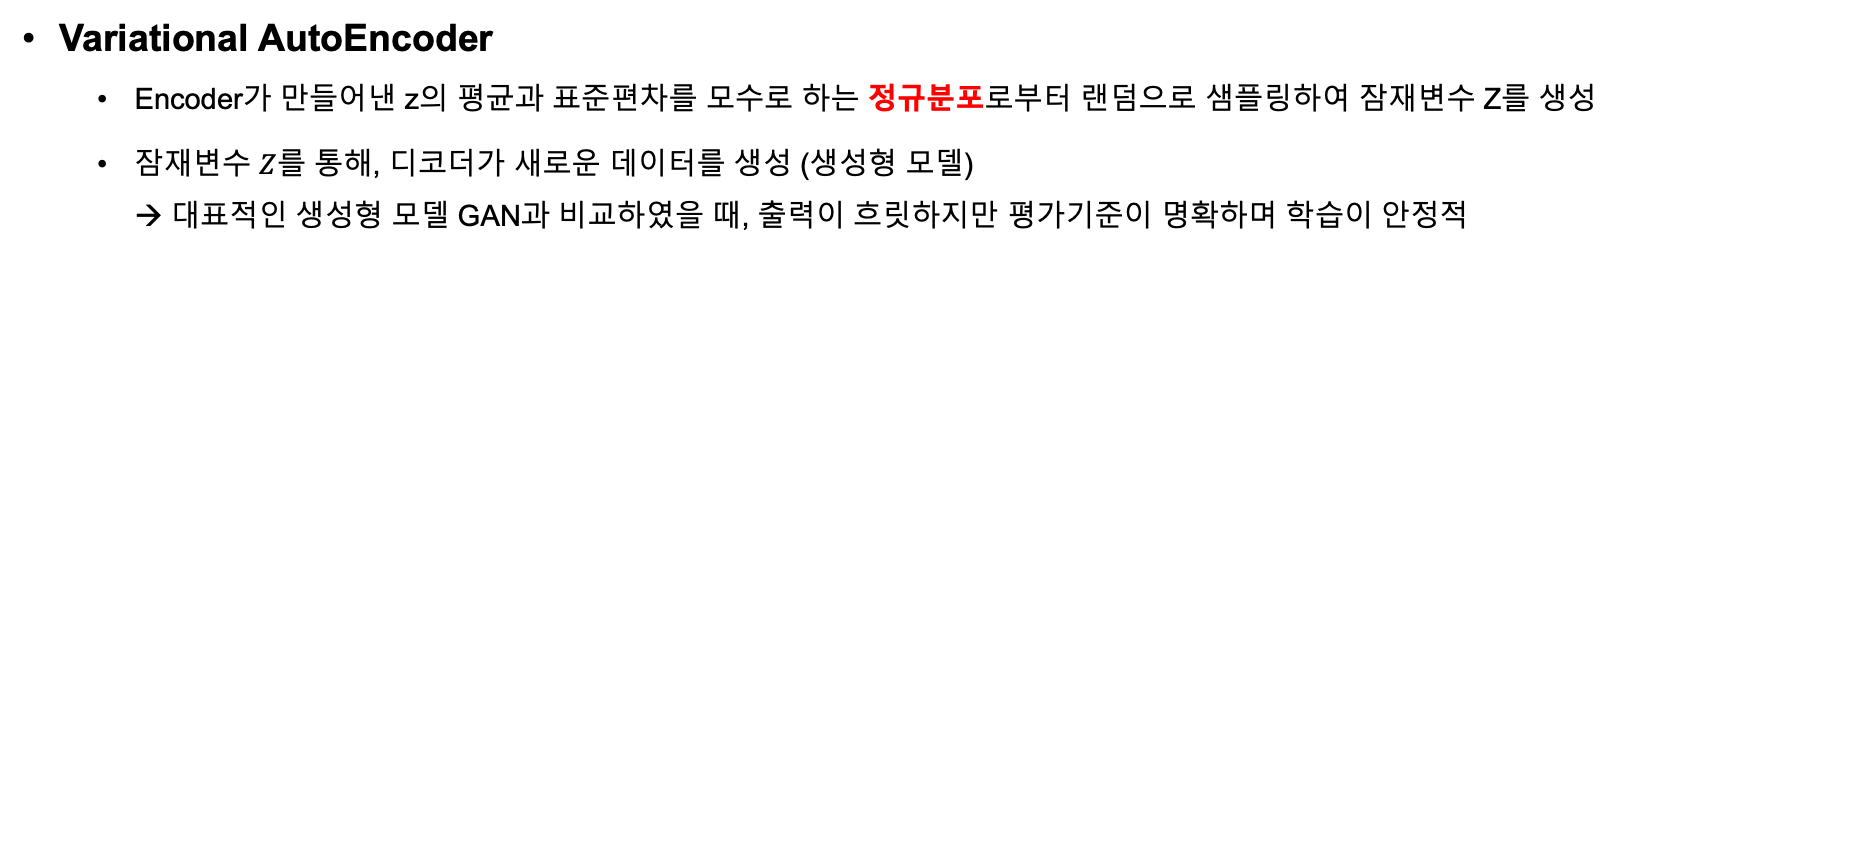 • Variational AutoEncoder
• Encoder가 만들어낸 z의 평균과 표준편차를 모수로 하는 정규분포로부터 랜덤으로 샘플링하여 잠재변수 Z를 생성
• 잠재변수 Z를 통해, 디코더가 새로운 데이터를 생성 (생성형 모델)
→ 대표적인 생성형 모델 GAN과 비교하였을 때, 출력이 흐릿하지만 평가기준이 명확하며 학습이 안정적